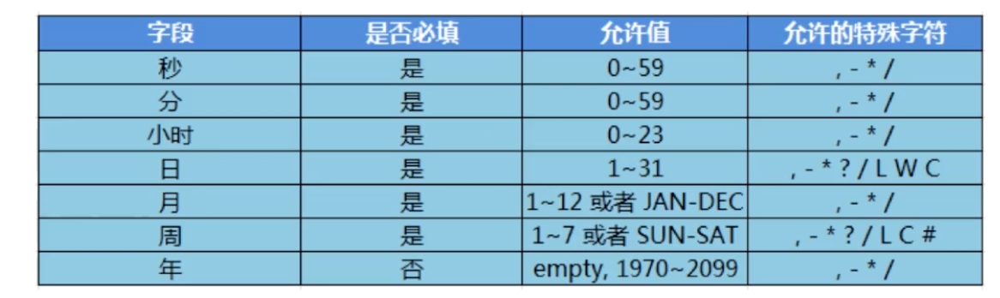 字段 是否必填 允许值 允许的特殊字符
秒 是 0~59 , - * /
分 是 0~59 , - * /
小时 是 0~23 , - * /
日 是 1~31 , - * ? / L W C
月 是 1~12 或者 JAN-DEC , - * /
周 是 1~7 或者 SUN-SAT , - * ? / L C #
年 否 empty, 1970~2099 , - * /